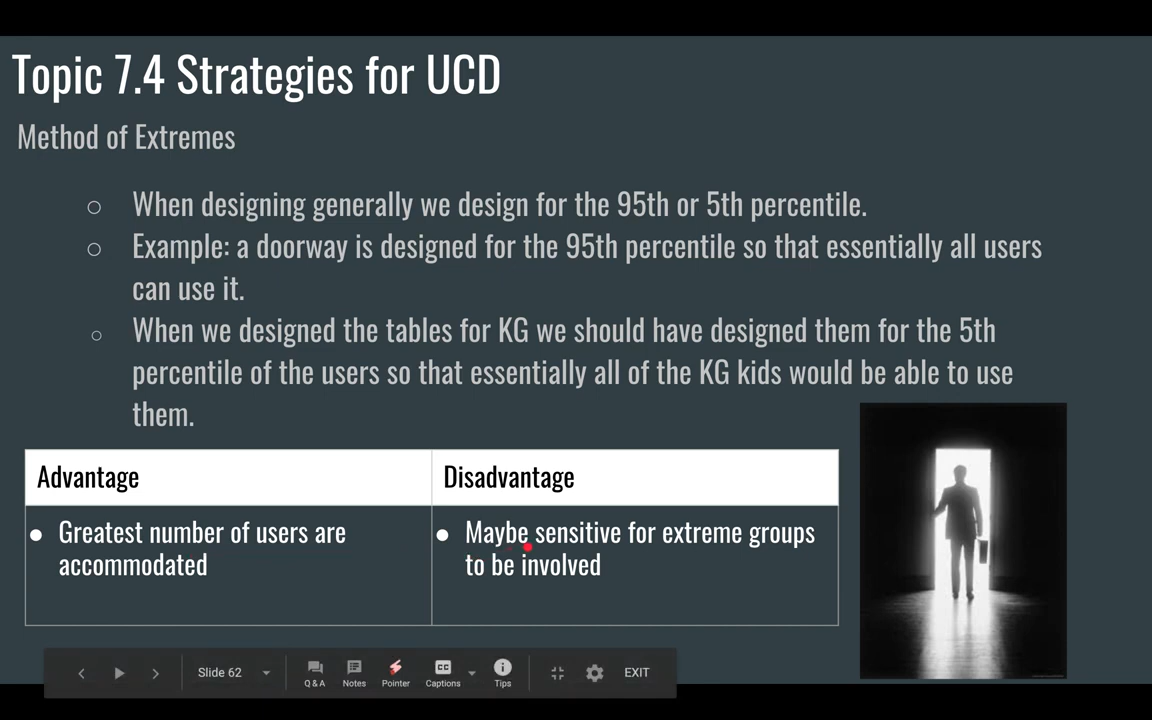 Topic 7.4 Strategies for UCD
Method of Extremes
○ When designing generally we design for the 95th or 5th percentile.
○ Example: a doorway is designed for the 95th percentile so that essentially all users
can use it.
○ When we designed the tables for KG we should have designed them for the 5th
percentile of the users so that essentially all of the KG kids would be able to use
them.
Advantage
Disadvantage
● Greatest number of users are
accommodated
● Maybe sensitive for extreme groups
to be involved
Slide 62
Q & A
Notes
Pointer
CC
Captions
Tips
EXIT